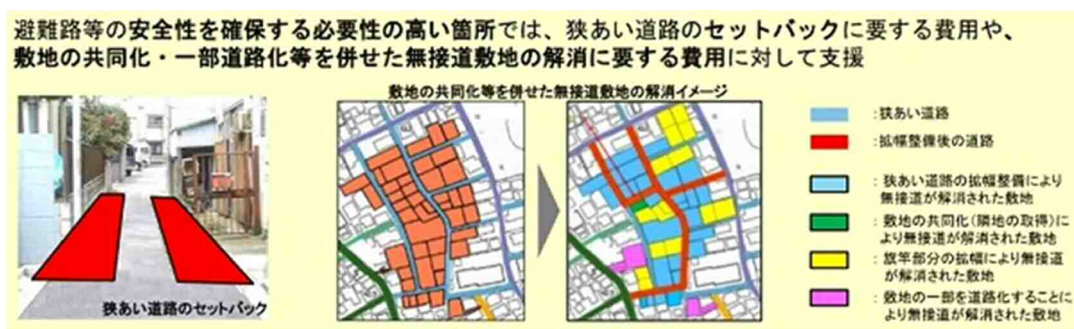 避難路等の安全性を確保する必要性の高い箇所では、狭あい道路のセットバックに要する費用や、
敷地の共同化・一部道路化等を併せた無接道敷地の解消に要する費用に対して支援
敷地の共同化等を併せた無接道敷地の解消イメージ
狭あい道路のセットバック
：狭あい道路
：拡幅整備後の道路
：狭あい道路の拡幅整備により
無接道が解消された敷地
：敷地の共同化（隣地の取得）に
より無接道が解消された敷地
：旗竿部分の拡幅により無接道
が解消された敷地
：敷地の一部を道路化することに
より無接道が解消された敷地